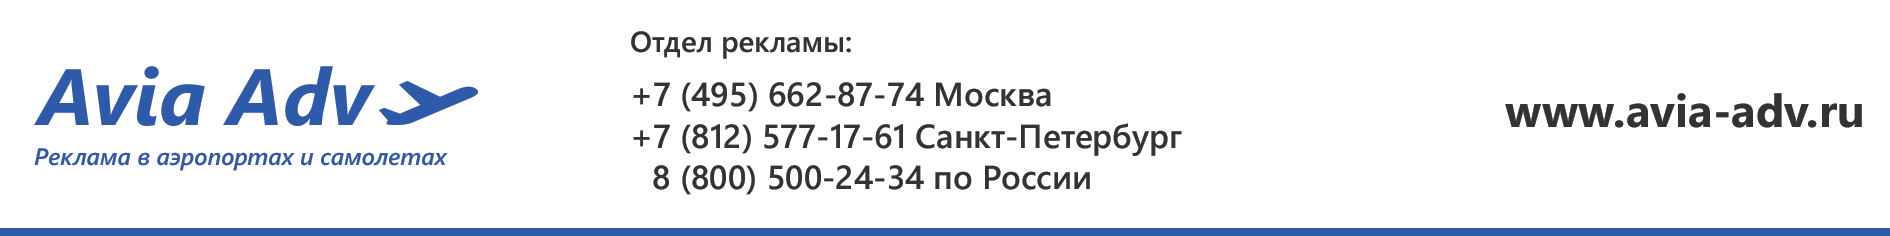 Avia Adv
Реклама в аэропортах и самолетах
Отдел рекламы:
+7 (495) 662-87-74 Москва
+7 (812) 577-17-61 Санкт-Петербург
8 (800) 500-24-34 по России
www.avia-adv.ru